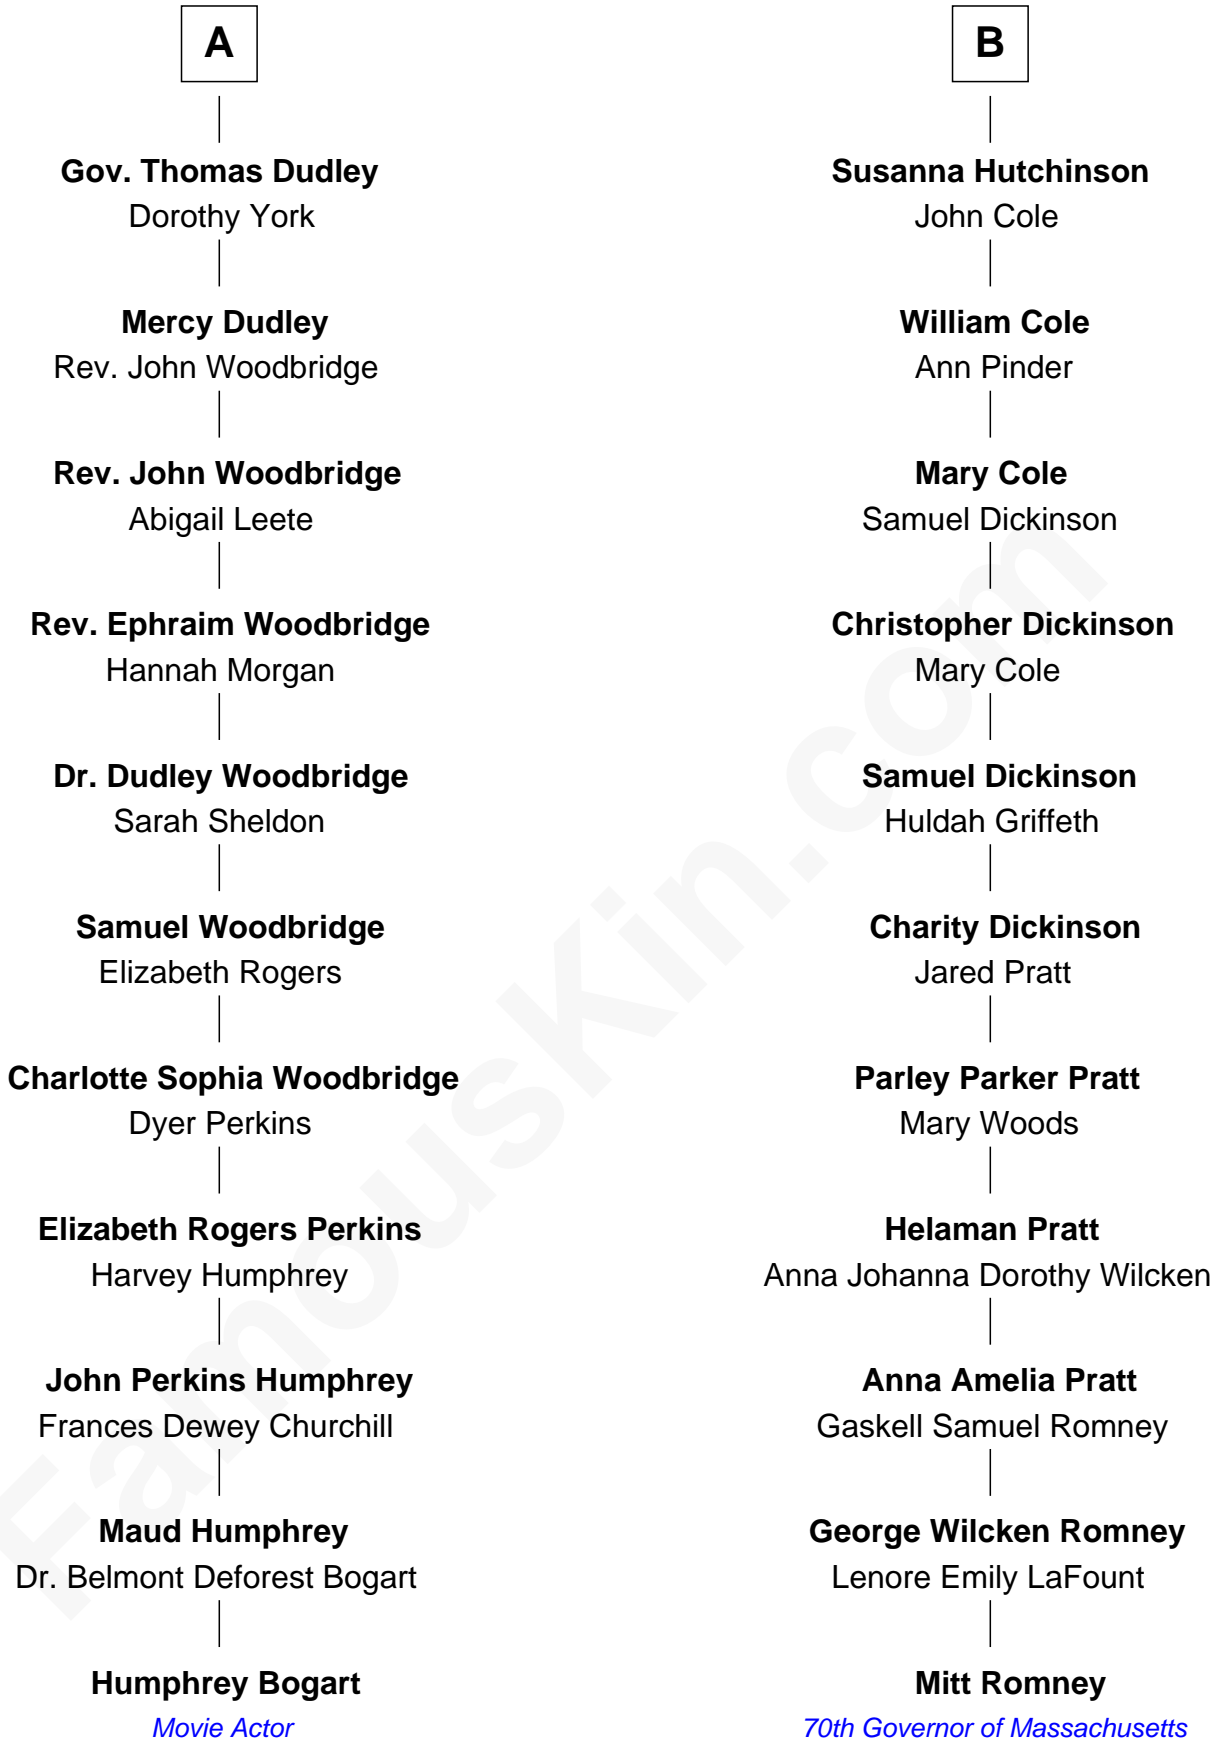 A
Gov. Thomas Dudley
Dorothy York
Mercy Dudley
Rev. John Woodbridge
Rev. John Woodbridge
Abigail Leete
Rev. Ephraim Woodbridge
Hannah Morgan
Dr. Dudley Woodbridge
Sarah Sheldon
Samuel Woodbridge
Elizabeth Rogers
Charlotte Sophia Woodbridge
Dyer Perkins
Elizabeth Rogers Perkins
Harvey Humphrey
John Perkins Humphrey
Frances Dewey Churchill
Maud Humphrey
Dr. Belmont Deforest Bogart
Humphrey Bogart
Movie Actor
B
Susanna Hutchinson
John Cole
William Cole
Ann Pinder
Mary Cole
Samuel Dickinson
Christopher Dickinson
Mary Cole
Samuel Dickinson
Huldah Griffeth
Charity Dickinson
Jared Pratt
Parley Parker Pratt
Mary Woods
Helaman Pratt
Anna Johanna Dorothy Wilcken
Anna Amelia Pratt
Gaskell Samuel Romney
George Wilcken Romney
Lenore Emily LaFount
Mitt Romney
70th Governor of Massachusetts
FamousKin.com